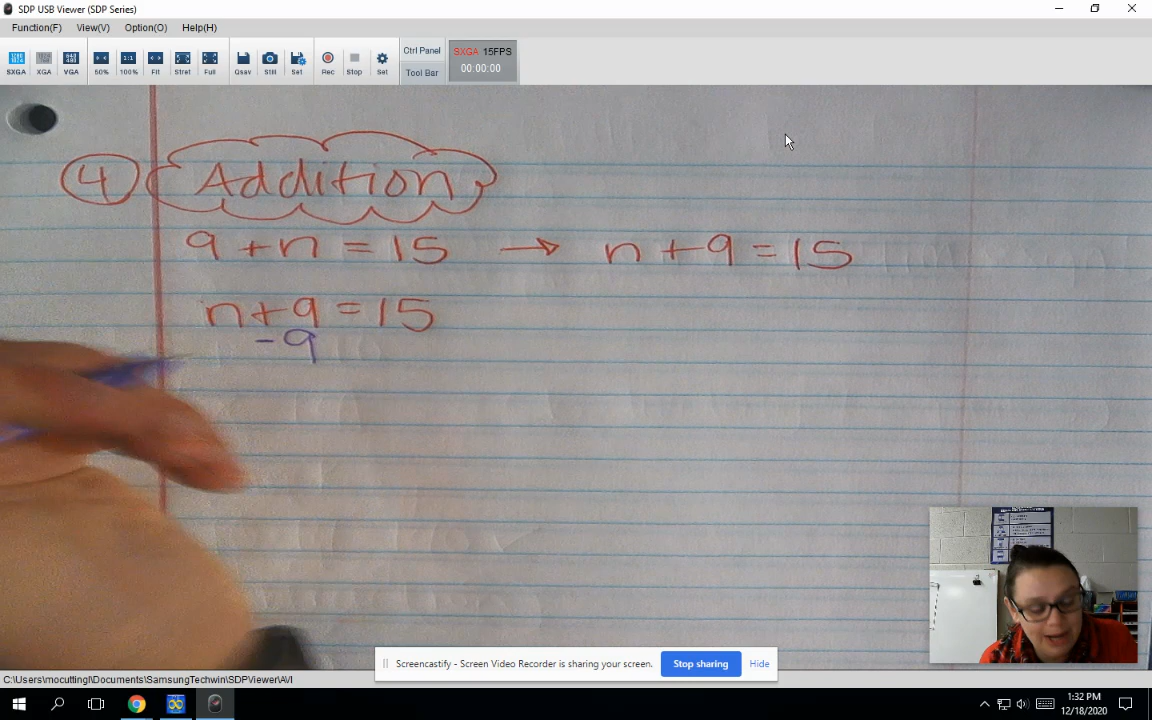 SDP USB Viewer (SDP Series)
Function(F) View(V) Option(O) Help(H)
SXGA XGA VGA 50% 100% Fit Stret Full Qsav Still Set Rec Stop Set
Ctrl Panel
Tool Bar
SXGA 15FPS
00:00:00
4 Addition
9 + n = 15 → n + 9 = 15
n + 9 = 15
- 9
Screencastify - Screen Video Recorder is sharing your screen. Stop sharing Hide
C:\Users\mocuttingl\Documents\SamsungTechwin\SDPViewer\AVI
1:32 PM
12/18/2020